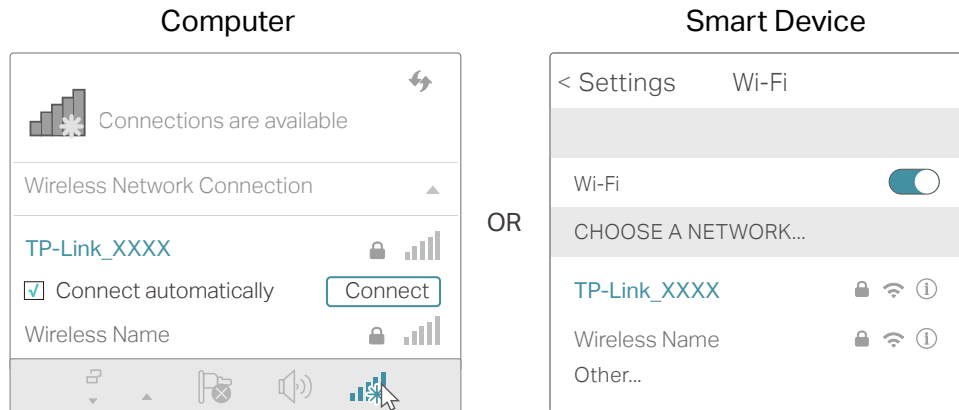 Computer
Connections are available
Wireless Network Connection
TP-Link_XXXX
Connect automatically Connect
Wireless Name
OR
Smart Device
< Settings Wi-Fi
Wi-Fi
CHOOSE A NETWORK...
TP-Link_XXXX
Wireless Name
Other...